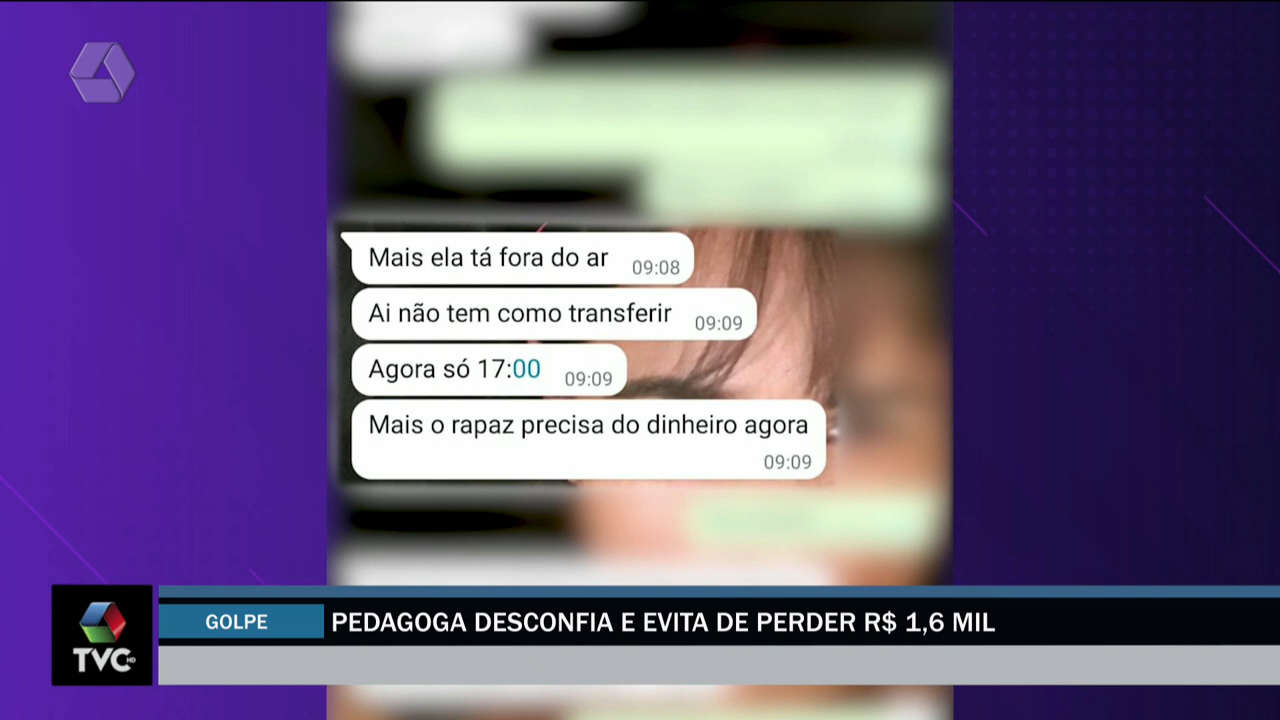 Mais ela tá fora do ar 09:08
Ai não tem como transferir 09:09
Agora só 17:00 09:09
Mais o rapaz precisa do dinheiro agora
09:09
GOLPE PEDAGOGA DESCONFIA E EVITA DE PERDER R$ 1,6 MIL
TVC HD